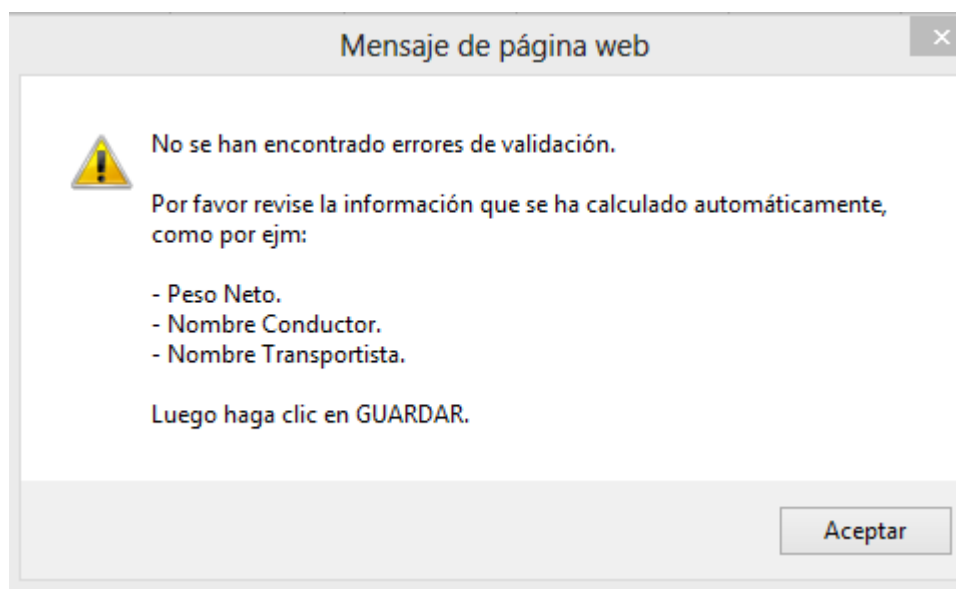 Mensaje de página web
No se han encontrado errores de validación.
Por favor revise la información que se ha calculado automáticamente,
como por ejm:
- Peso Neto.
- Nombre Conductor.
- Nombre Transportista.
Luego haga clic en GUARDAR.
Aceptar